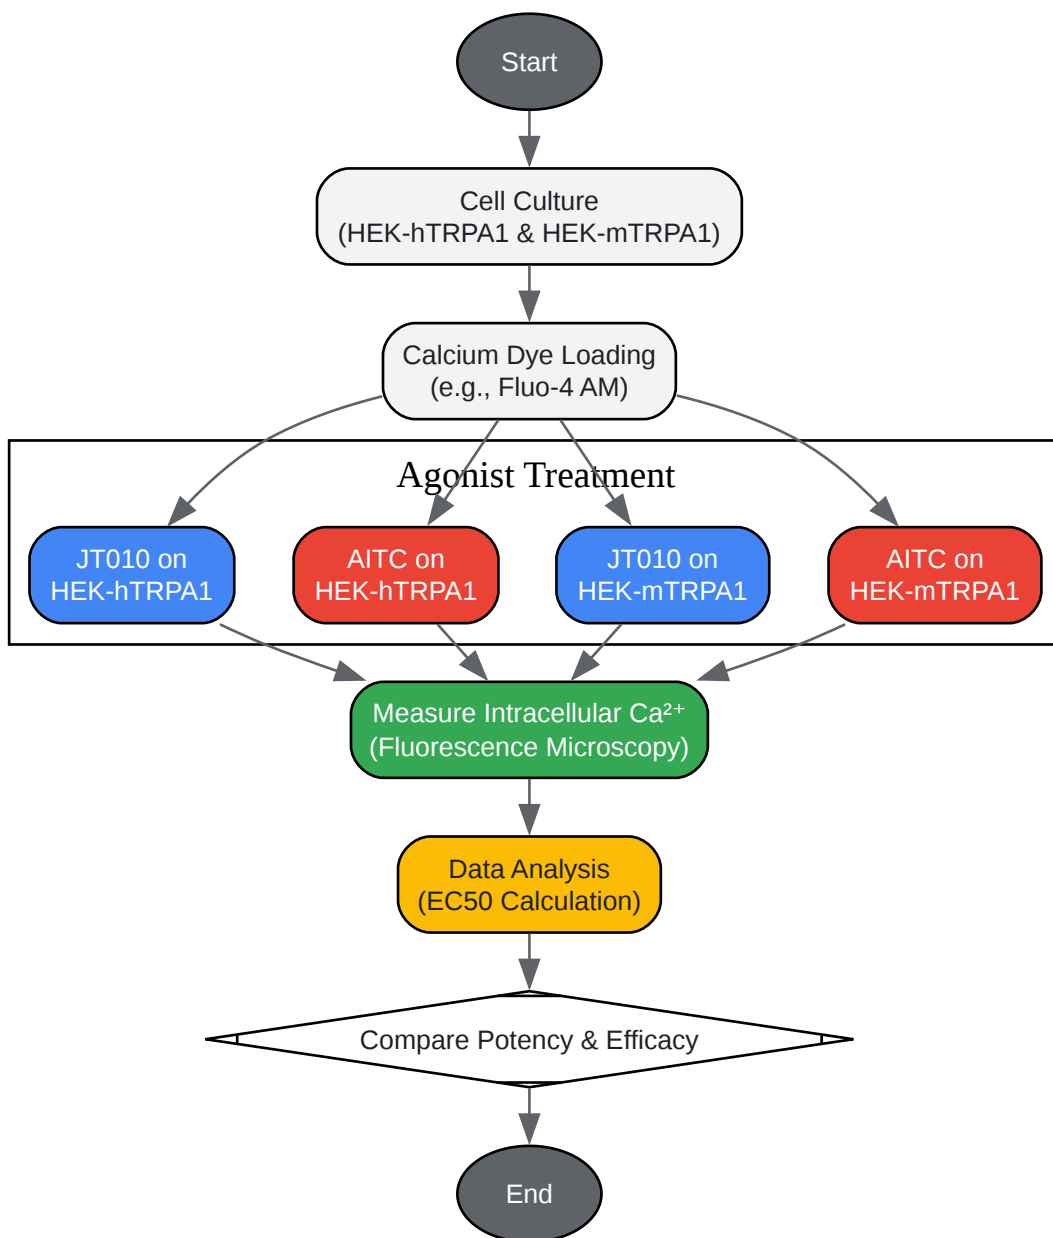 Start
Cell Culture
(HEK-hTRPA1 & HEK-mTRPA1)
Calcium Dye Loading
(e.g., Fluo-4 AM)
Agonist Treatment
JT010 on
HEK-hTRPA1
AITC on
HEK-hTRPA1
JT010 on
HEK-mTRPA1
AITC on
HEK-mTRPA1
Measure Intracellular Ca²⁺
(Fluorescence Microscopy)
Data Analysis
(EC50 Calculation)
Compare Potency & Efficacy
End